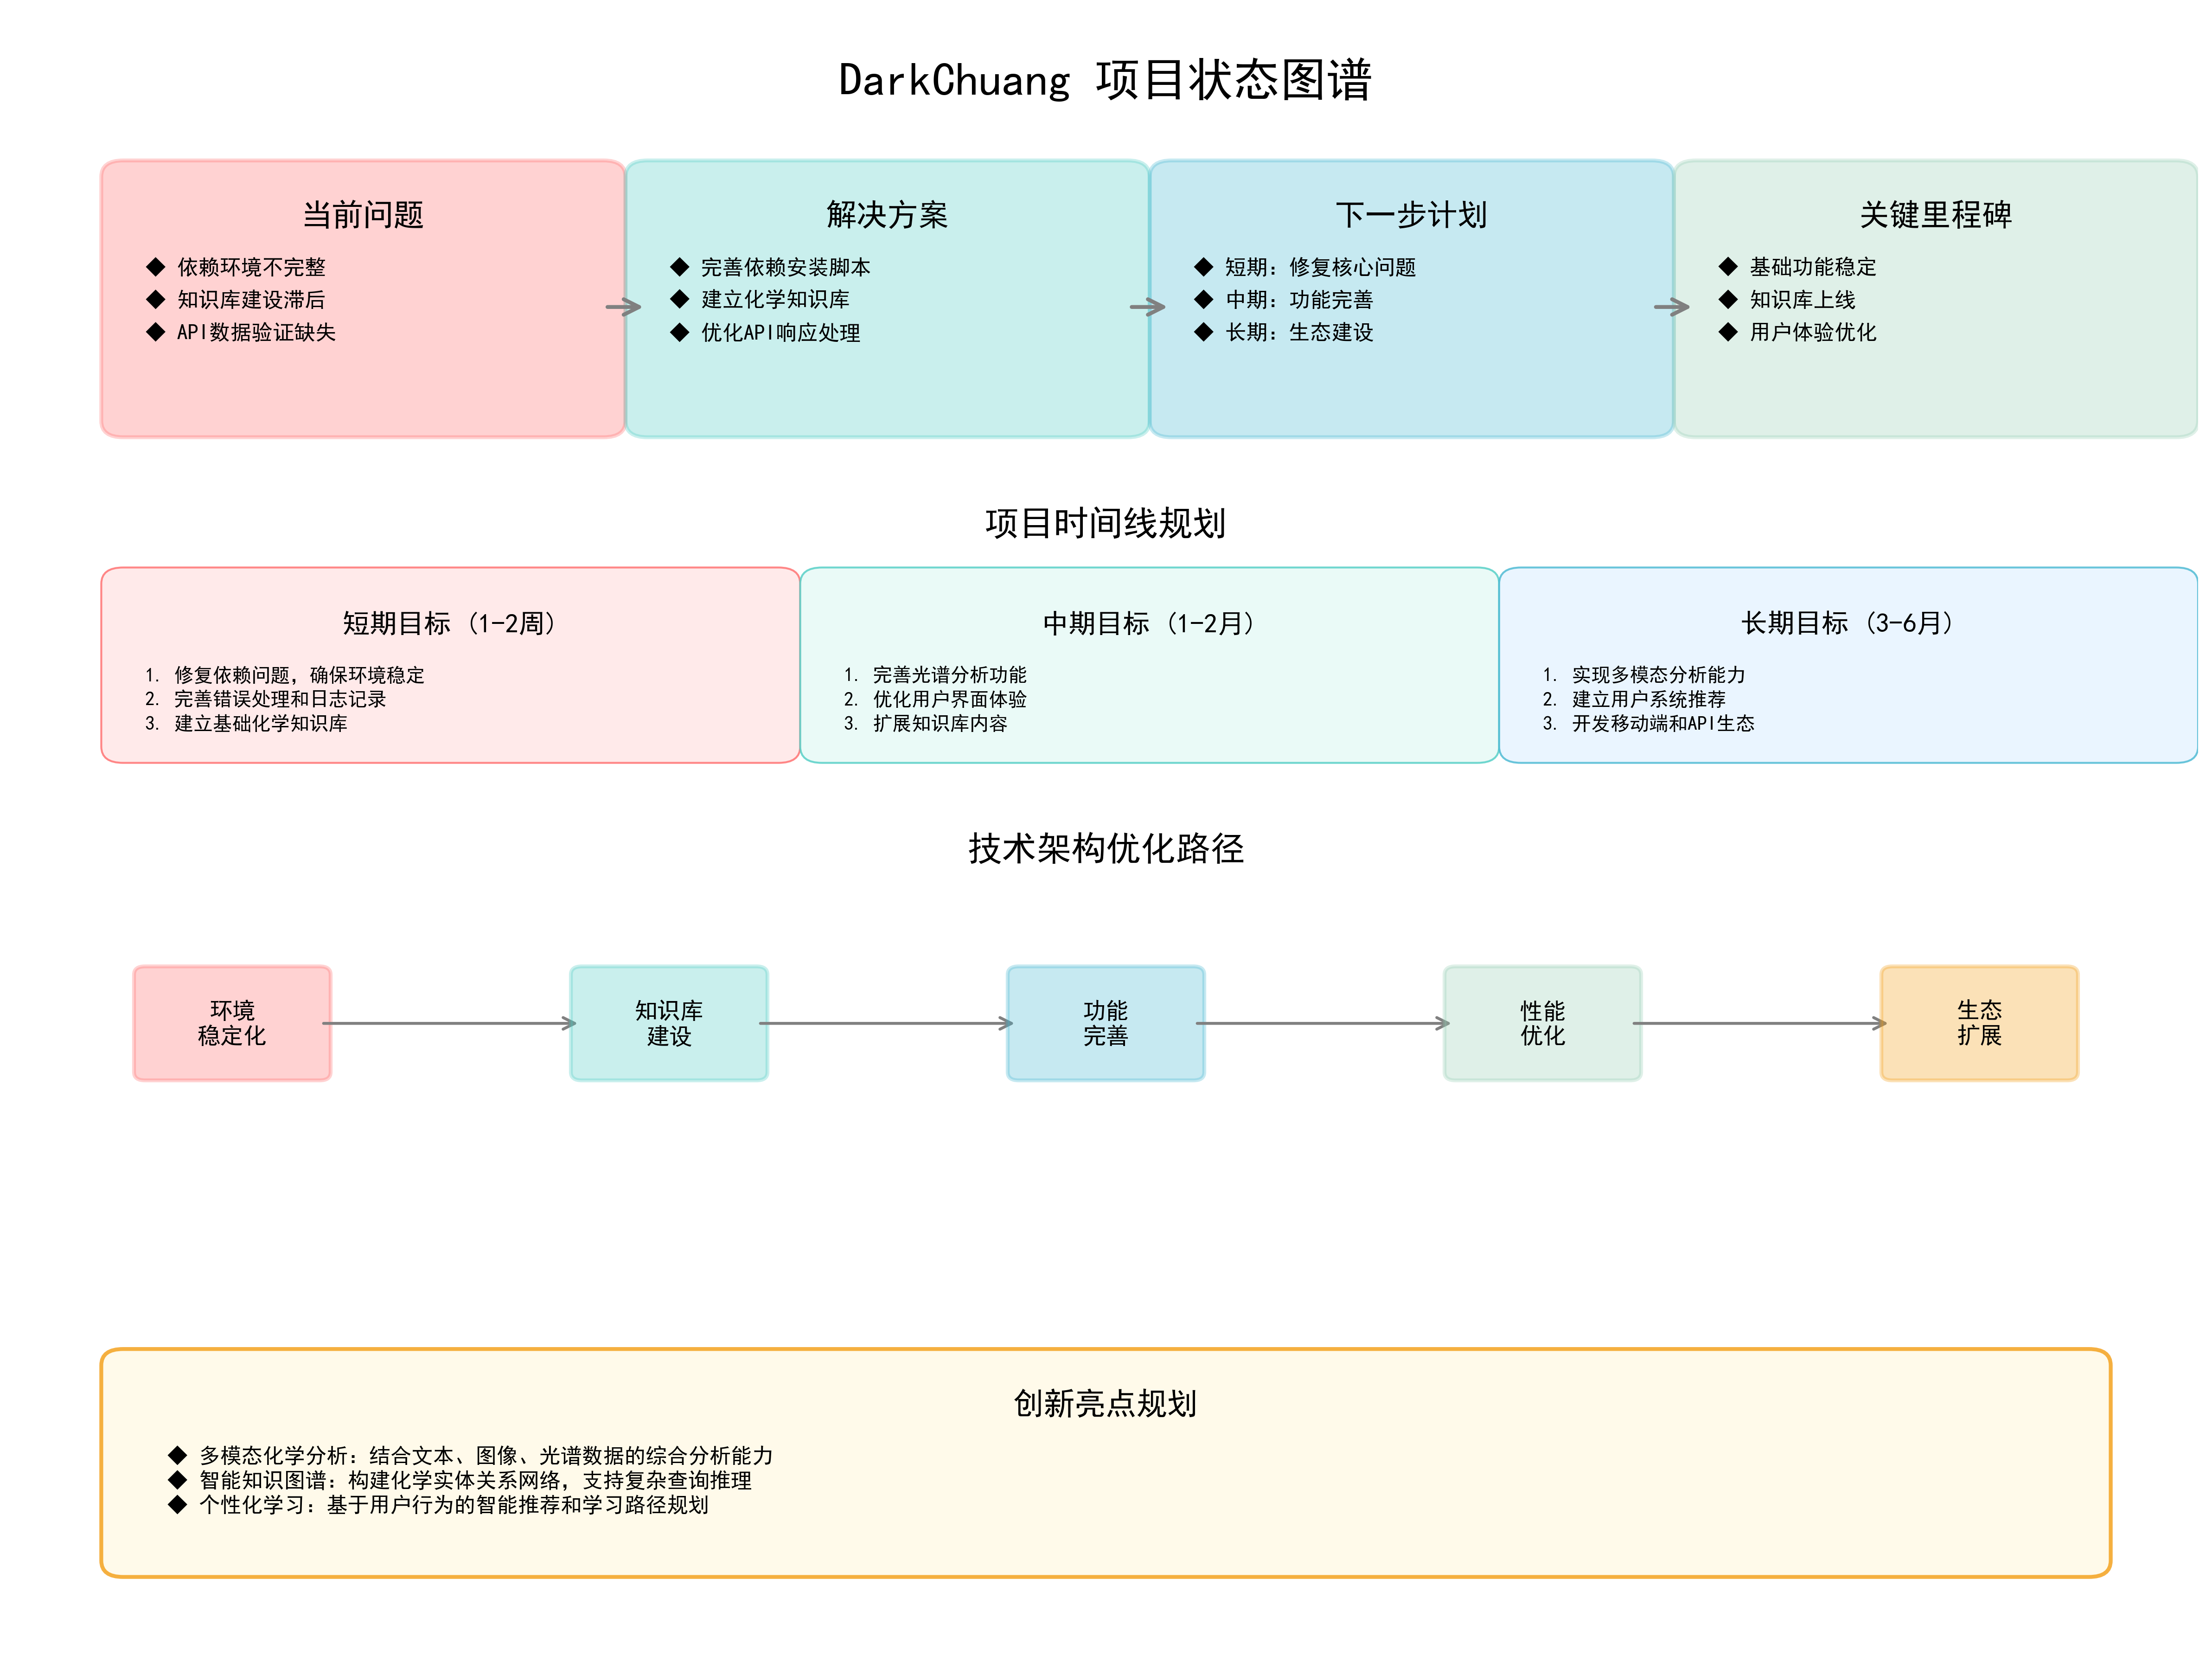 DarkChuang 项目状态图谱
当前问题
◆ 依赖环境不完整
◆ 知识库建设滞后
◆ API数据验证缺失
解决方案
◆ 完善依赖安装脚本
◆ 建立化学知识库
◆ 优化API响应处理
下一步计划
◆ 短期：修复核心问题
◆ 中期：功能完善
◆ 长期：生态建设
关键里程碑
◆ 基础功能稳定
◆ 知识库上线
◆ 用户体验优化
项目时间线规划
短期目标（1-2周）
1. 修复依赖问题，确保环境稳定
2. 完善错误处理和日志记录
3. 建立基础化学知识库
中期目标（1-2月）
1. 完善光谱分析功能
2. 优化用户界面体验
3. 扩展知识库内容
长期目标（3-6月）
1. 实现多模态分析能力
2. 建立用户系统推荐
3. 开发移动端和API生态
技术架构优化路径
环境
稳定化
知识库
建设
功能
完善
性能
优化
生态
扩展
创新亮点规划
◆ 多模态化学分析：结合文本、图像、光谱数据的综合分析能力
◆ 智能知识图谱：构建化学实体关系网络，支持复杂查询推理
◆ 个性化学习：基于用户行为的智能推荐和学习路径规划